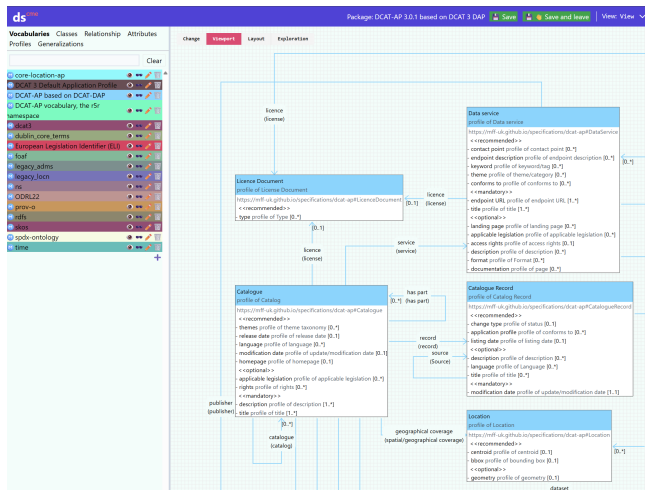 ds cme
Package: DCAT-AP 3.0.1 based on DCAT 3 DAP
Save
Save and leave
View: View
Vocabularies Classes Relationship Attributes
Profiles Generalizations
Clear
core-location-ap
DCAT 3 Default Application Profile
DCAT-AP based on DCAT-DAP
DCAT-AP vocabulary, the r5r
namespace
dcat3
dublin_core_terms
European Legislation Identifier (ELI)
foaf
legacy_adms
legacy_locn
ns
ODRL22
prov-o
rdfs
skos
spdx-ontology
time
+
Change Viewport Layout Exploration
licence
(license)
Licence Document
profile of License Document
https://mff-uk.github.io/specifications/dcat-ap#LicenceDocument
<<recommended>>
- type profile of Type [0..*]
[0..1]
licence
(license)
[0..1]
licence
(license)
service
(service)
Data service
profile of Data service
https://mff-uk.github.io/specifications/dcat-ap#DataService
<<recommended>>
- contact point profile of contact point [0..*]
- endpoint description profile of endpoint description [0..*]
- keyword profile of keyword/tag [0..*]
- theme profile of theme/category [0..*]
- conforms to profile of conforms to [0..*]
<<mandatory>>
- endpoint URL profile of endpoint URL [1..*]
- title profile of title [1..*]
<<optional>>
- landing page profile of landing page [0..*]
- applicable legislation profile of applicable legislation [0..*]
- access rights profile of access rights [0..1]
- description profile of description [0..*]
- format profile of Format [0..*]
- documentation profile of page [0..*]
[0..*]
Catalogue
profile of Catalog
https://mff-uk.github.io/specifications/dcat-ap#Catalogue
<<recommended>>
- themes profile of theme taxonomy [0..*]
- release date profile of release date [0..1]
- language profile of language [0..*]
- modification date profile of update/modification date [0..1]
- homepage profile of homepage [0..1]
<<optional>>
- applicable legislation profile of applicable legislation [0..*]
- rights profile of rights [0..*]
<<mandatory>>
- description profile of description [1..*]
- title profile of title [1..*]
has part
[0..*] (has part)
record
(record)
source
(Source)
Catalogue Record
profile of Catalog Record
https://mff-uk.github.io/specifications/dcat-ap#CatalogueRecord
<<recommended>>
- change type profile of status [0..1]
- application profile profile of conforms to [0..*]
- listing date profile of listing date [0..1]
<<optional>>
- description profile of description [0..*]
- language profile of Language [0..*]
- title profile of title [0..*]
<<mandatory>>
- modification date profile of update/modification date [1..1]
publisher
(publisher)
[0..*]
catalogue
(catalog)
geographical coverage
(spatial/geographical coverage)
Location
profile of Location
https://mff-uk.github.io/specifications/dcat-ap#Location
<<recommended>>
- centroid profile of centroid [0..1]
- bbox profile of bounding box [0..1]
<<optional>>
- geometry profile of geometry [0..1]
[0..*]
dataset